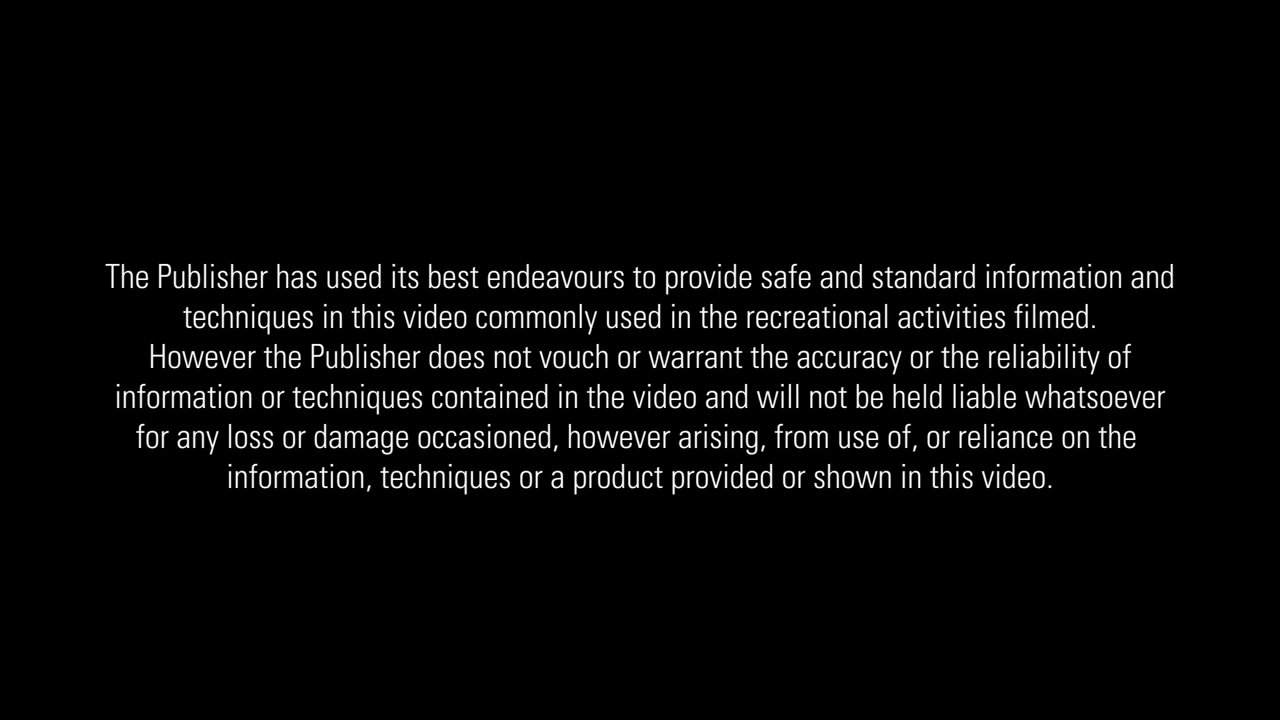 The Publisher has used its best endeavours to provide safe and standard information and
techniques in this video commonly used in the recreational activities filmed.
However the Publisher does not vouch or warrant the accuracy or the reliability of
information or techniques contained in the video and will not be held liable whatsoever
for any loss or damage occasioned, however arising, from use of, or reliance on the
information, techniques or a product provided or shown in this video.